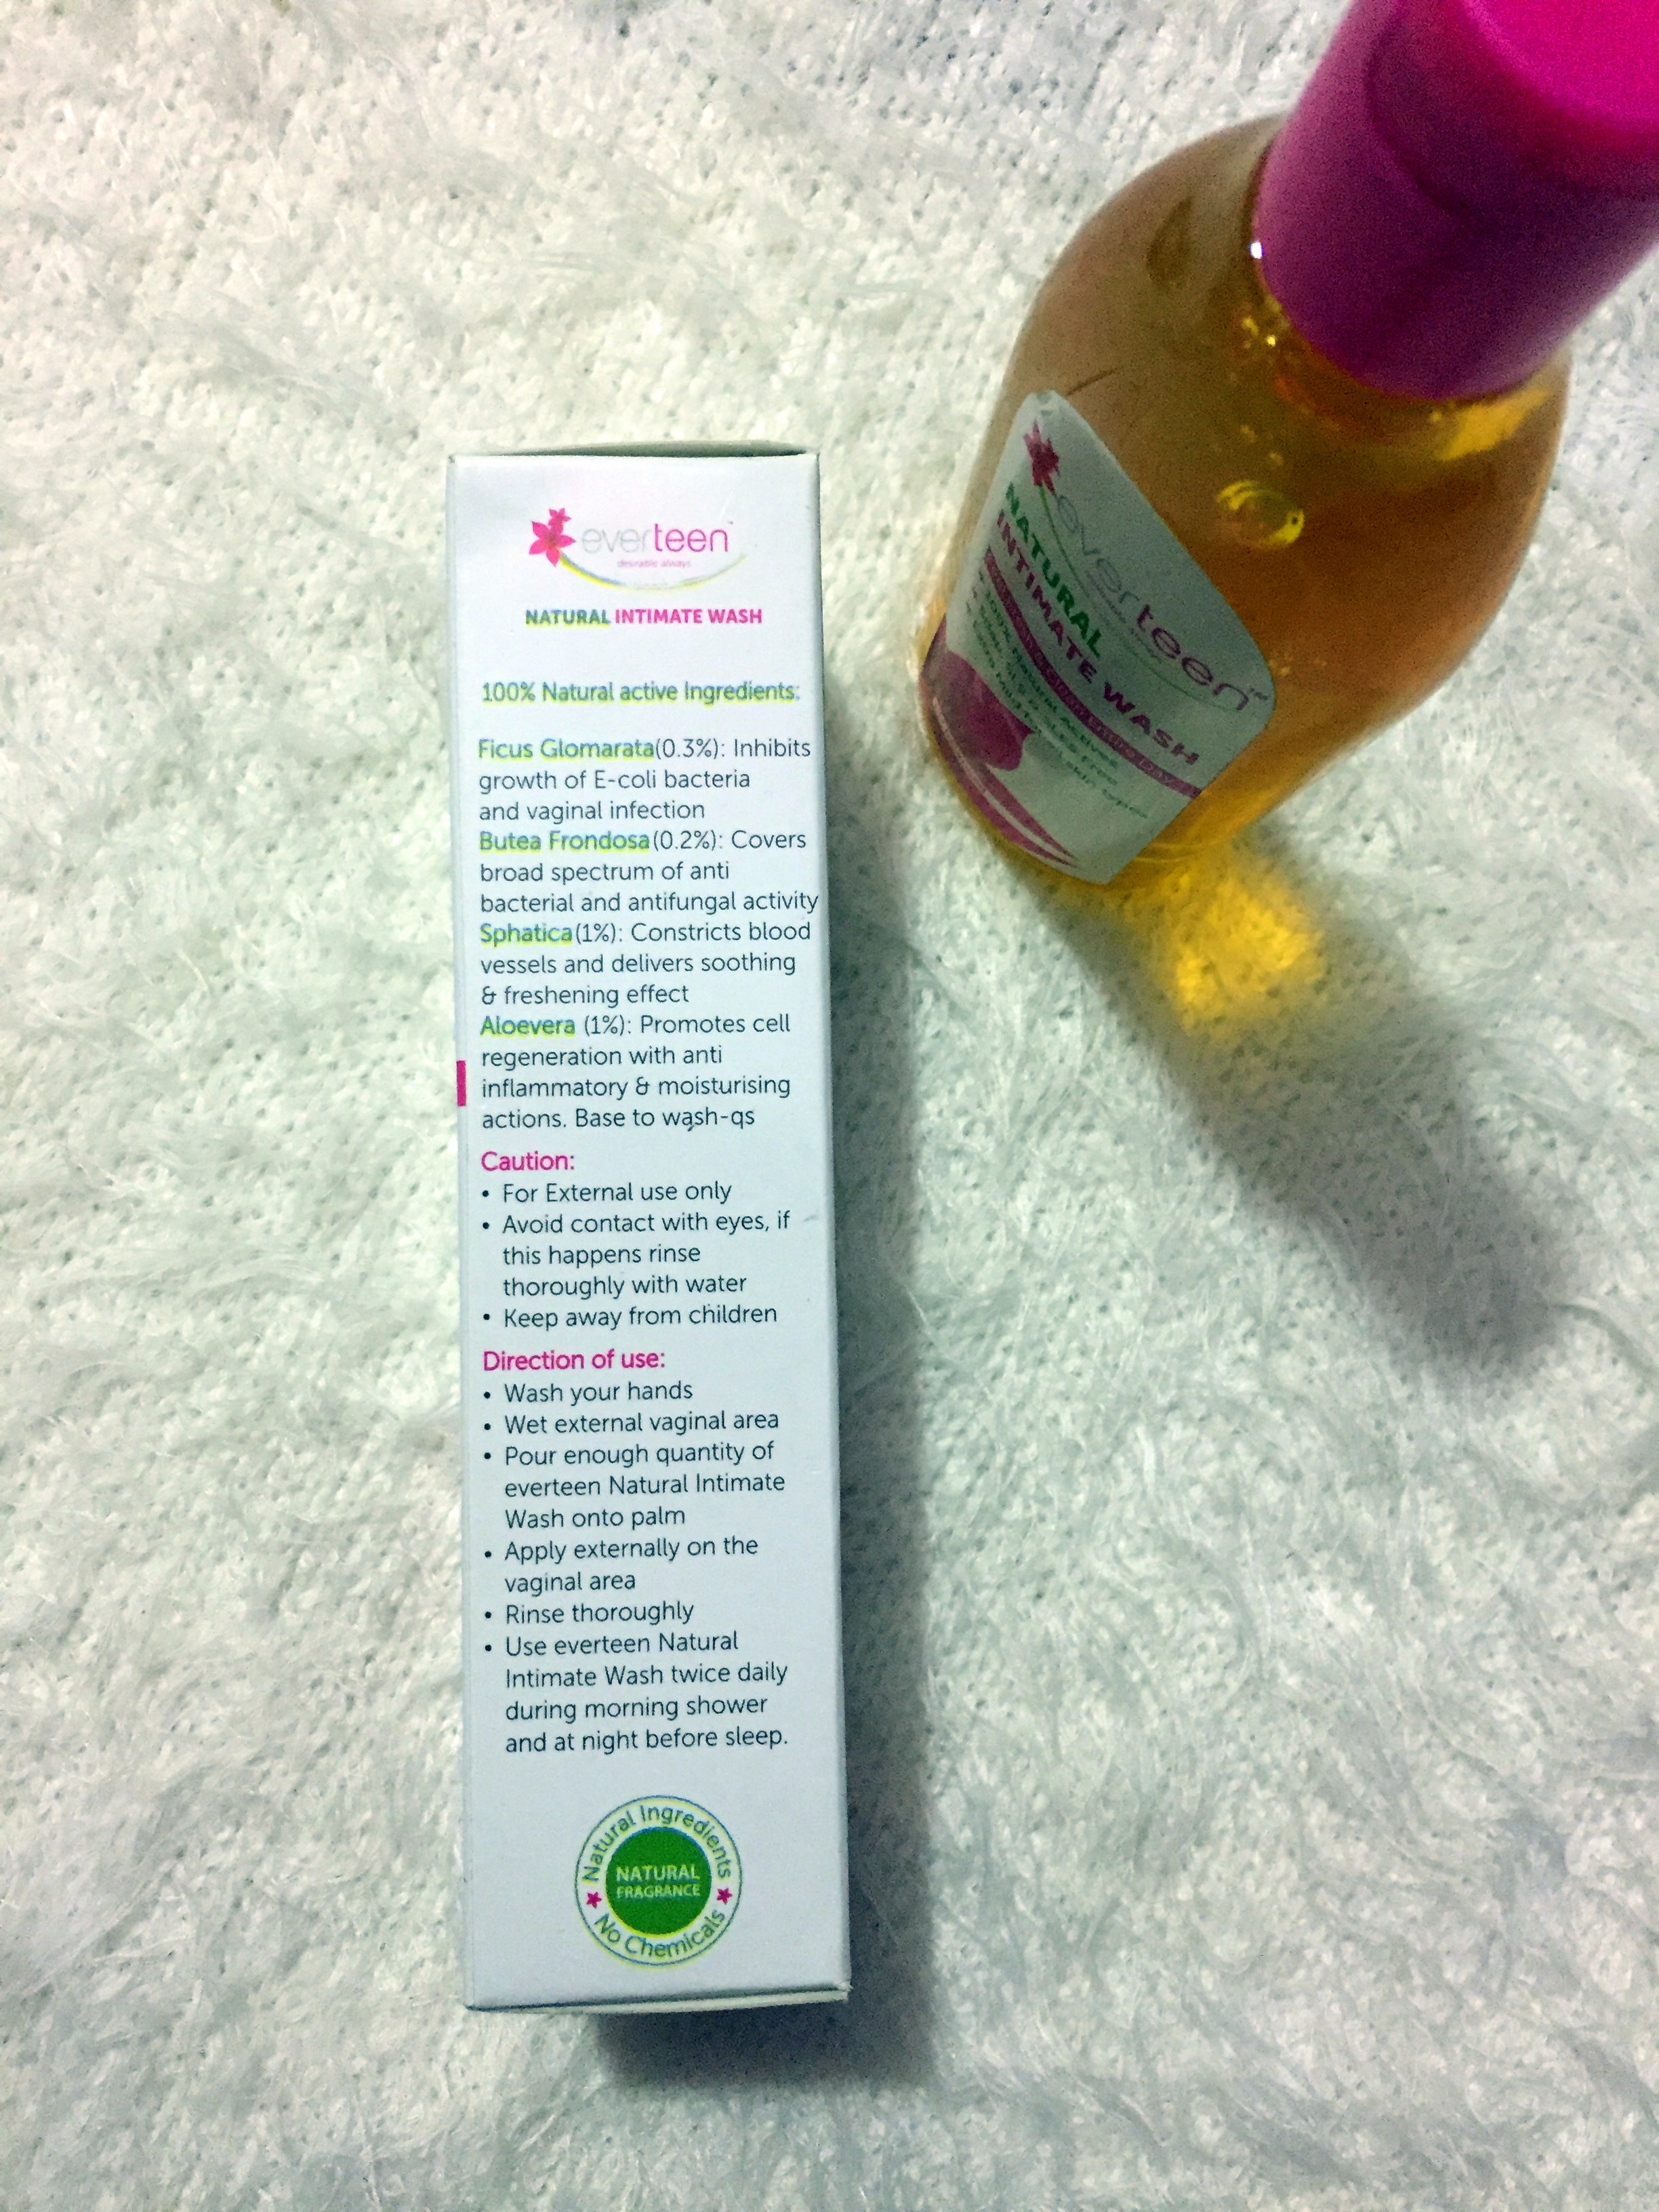 everteen™
desirable always
NATURAL INTIMATE WASH
100% Natural active Ingredients:
Ficus Glomarata(0.3%): Inhibits
growth of E-coli bacteria
and vaginal infection
Butea Frondosa(0.2%): Covers
broad spectrum of anti
bacterial and antifungal activity
Sphatica(1%): Constricts blood
vessels and delivers soothing
& freshening effect
Aloevera (1%): Promotes cell
regeneration with anti
inflammatory & moisturising
actions. Base to wash-qs
Caution:
• For External use only
• Avoid contact with eyes, if
this happens rinse
thoroughly with water
• Keep away from children
Direction of use:
• Wash your hands
• Wet external vaginal area
• Pour enough quantity of
everteen Natural Intimate
Wash onto palm
• Apply externally on the
vaginal area
• Rinse thoroughly
• Use everteen Natural
Intimate Wash twice daily
during morning shower
and at night before sleep.
Natural Ingredients
NATURAL
FRAGRANCE
No Chemicals
everteen™
NATURAL
INTIMATE WASH
100% Natural Actives